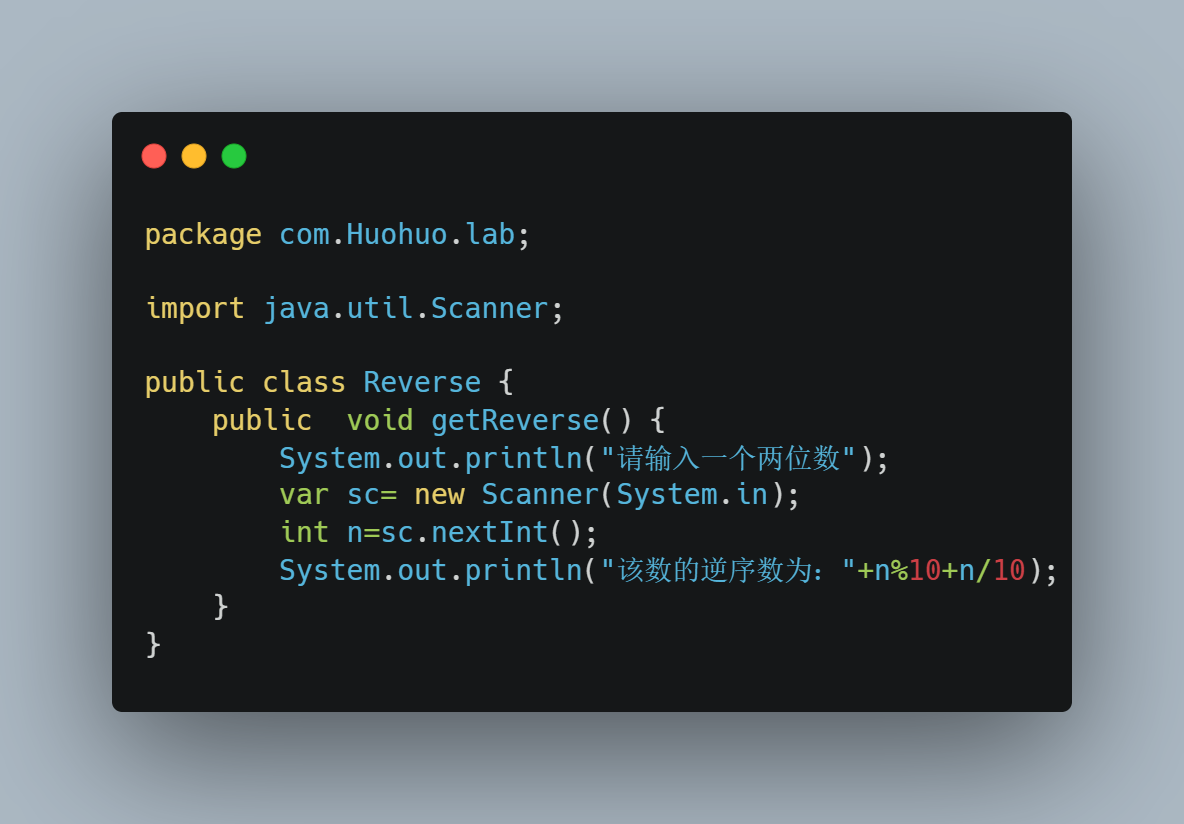 package com.Huohuo.lab;
import java.util.Scanner;
public class Reverse {
    public  void getReverse() {
        System.out.println("请输入一个两位数");
        var sc= new Scanner(System.in);
        int n=sc.nextInt();
        System.out.println("该数的逆序数为："+n%10+n/10);
    }
}